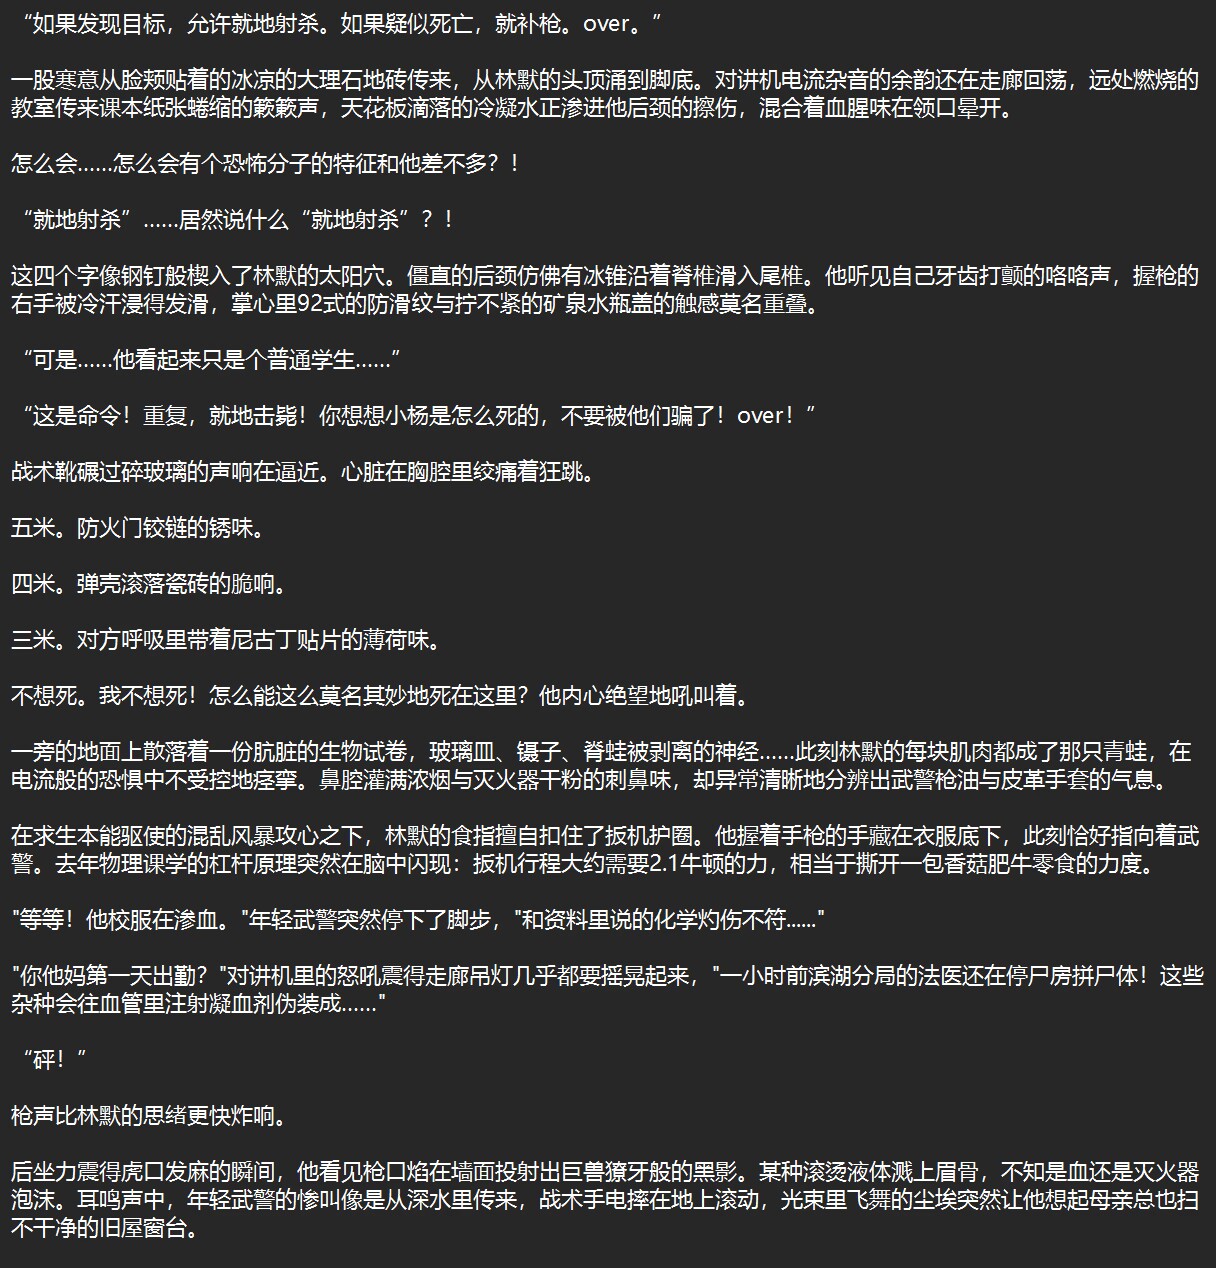 “如果发现目标，允许就地射杀。如果疑似死亡，就补枪。over。”
一股寒意从脸颊贴着的冰凉的大理石地砖传来，从林默的头顶涌到脚底。对讲机电流杂音的余韵还在走廊回荡，远处燃烧的
教室传来课本纸张蜷缩的簌簌声，天花板滴落的冷凝水正渗进他后颈的擦伤，混合着血腥味在领口晕开。
怎么会……怎么会有个恐怖分子的特征和他差不多？！
“就地射杀”……居然说什么“就地射杀”？！
这四个字像钢钉般楔入了林默的太阳穴。僵直的后颈仿佛有冰锥沿着脊椎滑入尾椎。他听见自己牙齿打颤的咯咯声，握枪的
右手被冷汗浸得发滑，掌心里92式的防滑纹与拧不紧的矿泉水瓶盖的触感莫名重叠。
“可是……他看起来只是个普通学生……”
“这是命令！重复，就地击毙！你想想小杨是怎么死的，不要被他们骗了！over！”
战术靴碾过碎玻璃的声响在逼近。心脏在胸腔里绞痛着狂跳。
五米。防火门铰链的锈味。
四米。弹壳滚落瓷砖的脆响。
三米。对方呼吸里带着尼古丁贴片的薄荷味。
不想死。我不想死！怎么能这么莫名其妙地死在这里？他内心绝望地吼叫着。
一旁的地面上散落着一份肮脏的生物试卷，玻璃皿、镊子、脊蛙被剥离的神经……此刻林默的每块肌肉都成了那只青蛙，在
电流般的恐惧中不受控地痉挛。鼻腔灌满浓烟与灭火器干粉的刺鼻味，却异常清晰地分辨出武警枪油与皮革手套的气息。
在求生本能驱使的混乱风暴攻心之下，林默的食指擅自扣住了扳机护圈。他握着手枪的手藏在衣服底下，此刻恰好指向着武
警。去年物理课学的杠杆原理突然在脑中闪现：扳机行程大约需要2.1牛顿的力，相当于撕开一包香菇肥牛零食的力度。
"等等！他校服在渗血。"年轻武警突然停下了脚步，"和资料里说的化学灼伤不符......"
"你他妈第一天出勤？"对讲机里的怒吼震得走廊吊灯几乎都要摇晃起来，"一小时前滨湖分局的法医还在停尸房拼尸体！这些
杂种会往血管里注射凝血剂伪装成……"
“砰！”
枪声比林默的思绪更快炸响。
后坐力震得虎口发麻的瞬间，他看见枪口焰在墙面投射出巨兽獠牙般的黑影。某种滚烫液体溅上眉骨，不知是血还是灭火器
泡沫。耳鸣声中，年轻武警的惨叫像是从深水里传来，战术手电摔在地上滚动，光束里飞舞的尘埃突然让他想起母亲总也扫
不干净的旧屋窗台。